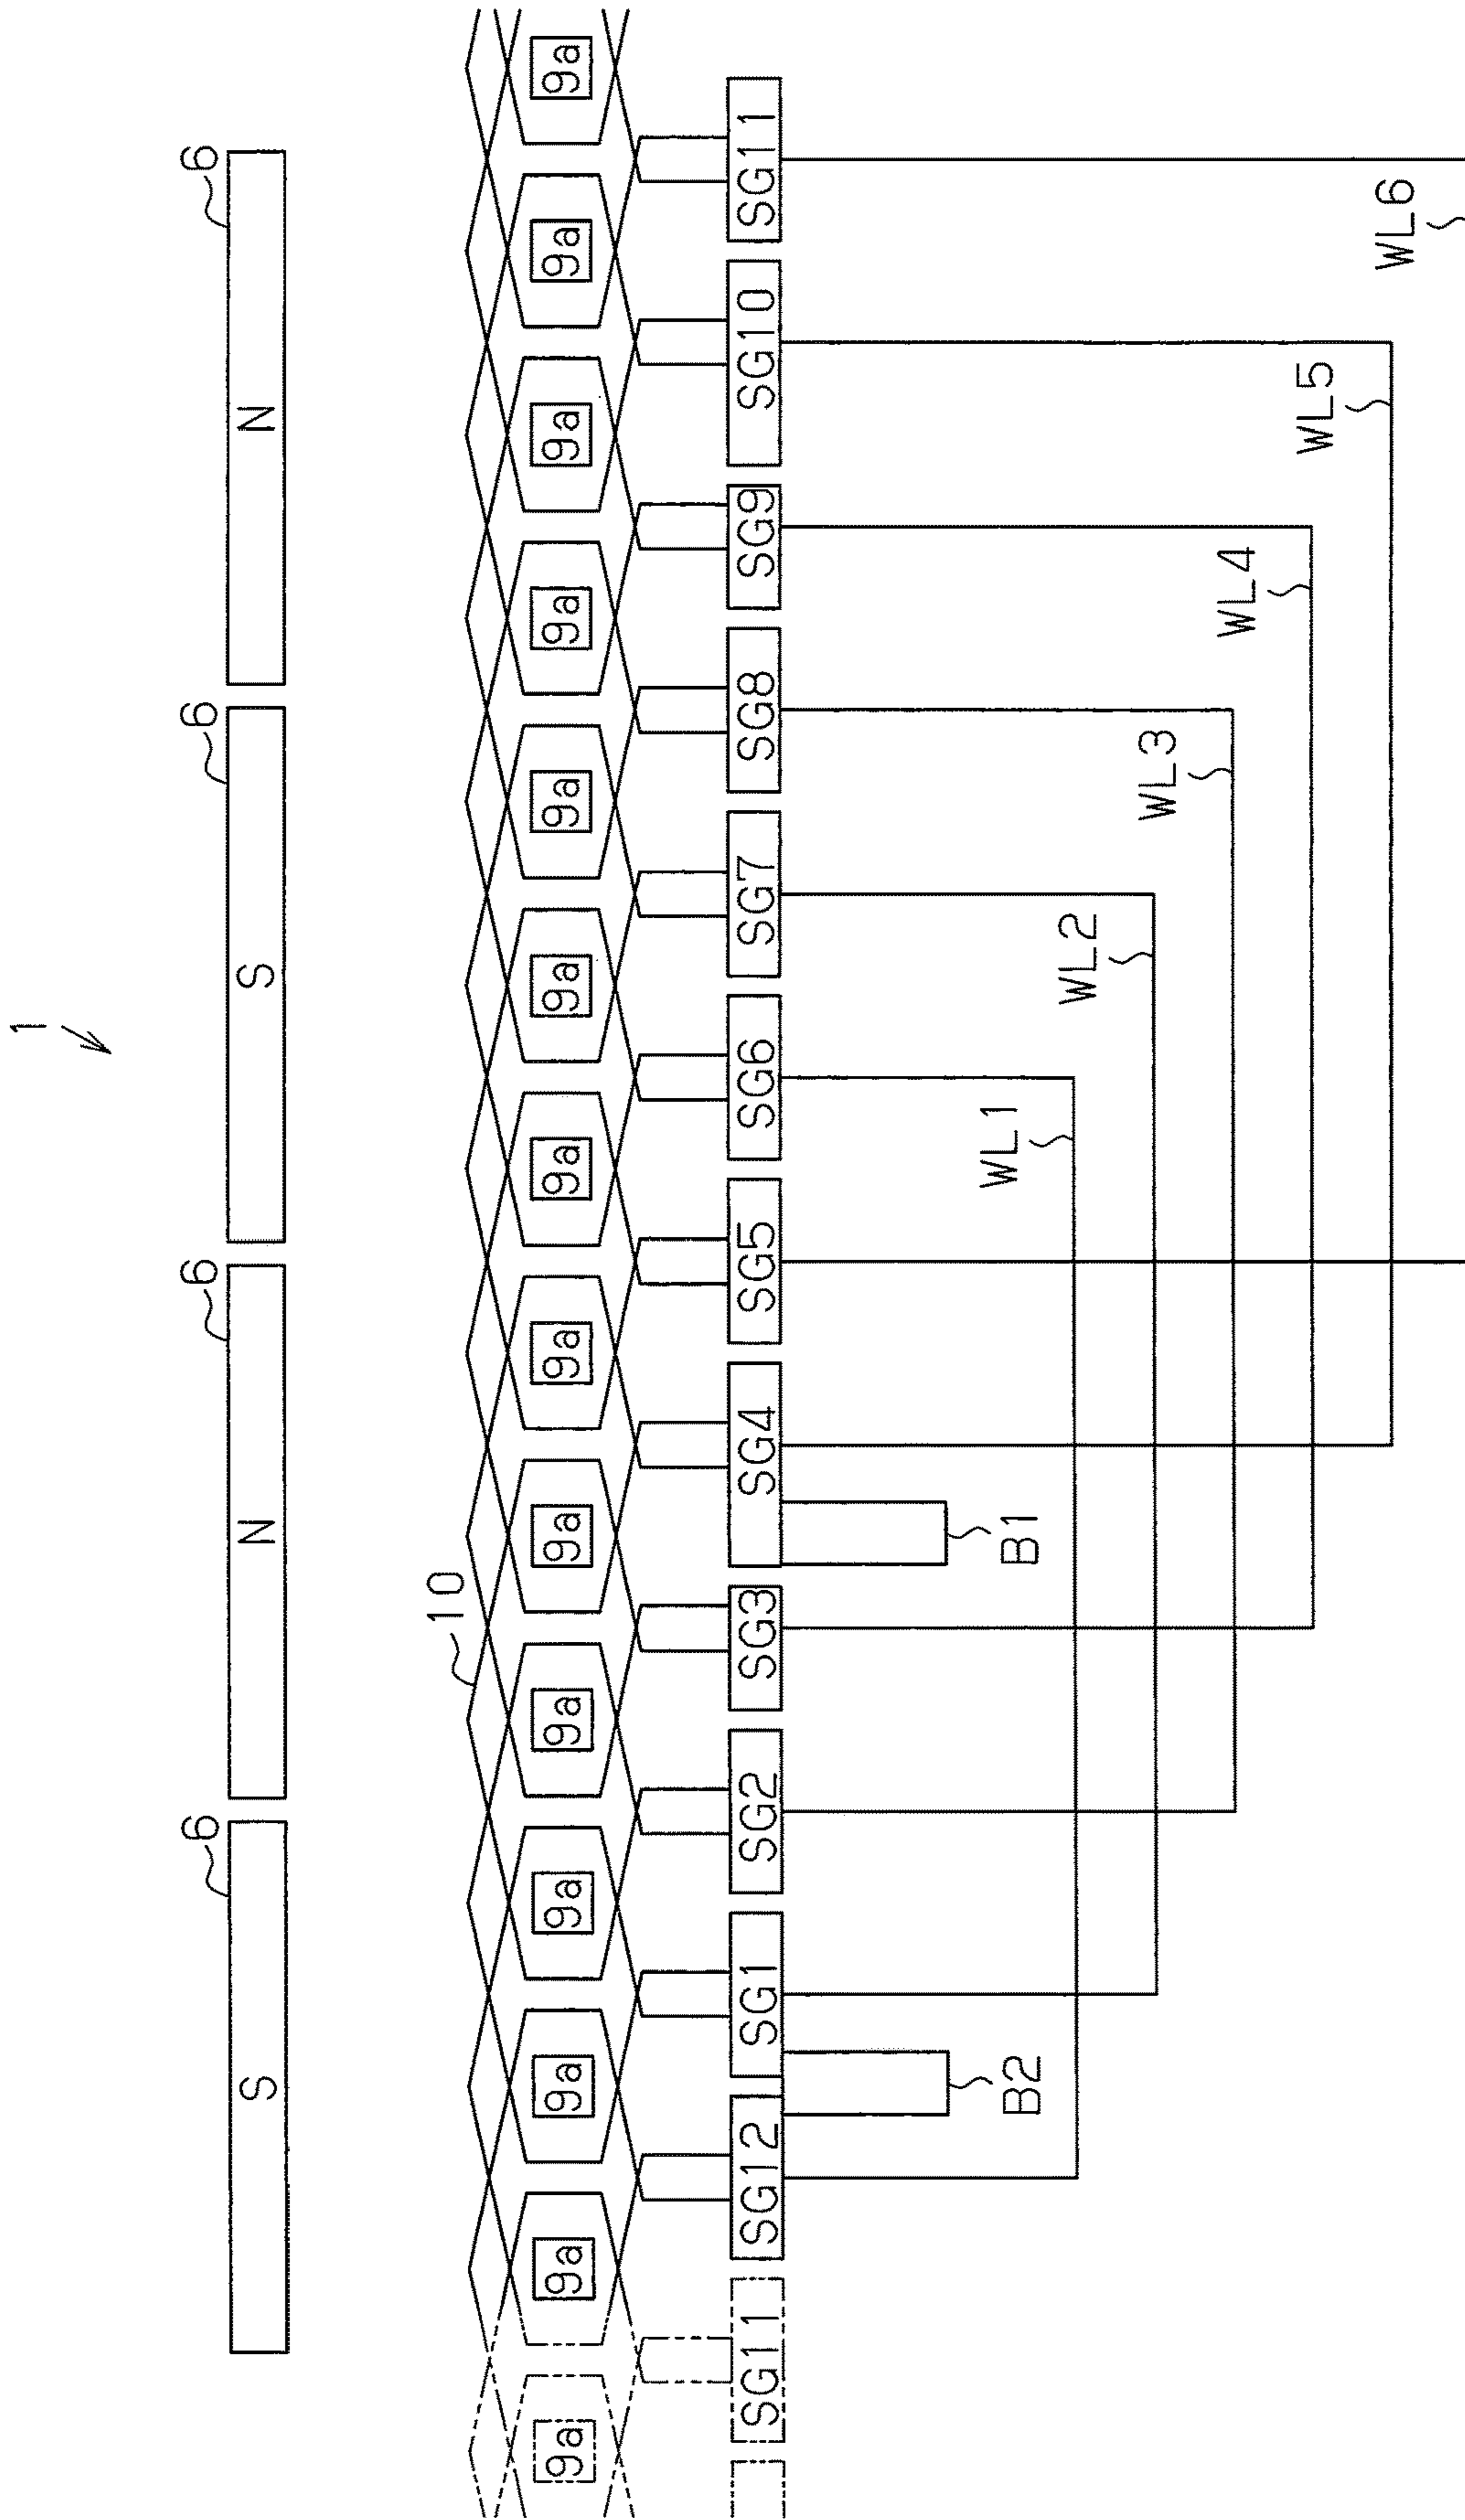 1
6 6 6 6
S N S N
10
9a 9a 9a 9a 9a 9a 9a 9a 9a 9a 9a 9a 9a 9a
SG11 SG12 SG1 SG2 SG3 SG4 SG5 SG6 SG7 SG8 SG9 SG10 SG11
B2 B1 WL1
WL2
WL3
WL4
WL5
WL6